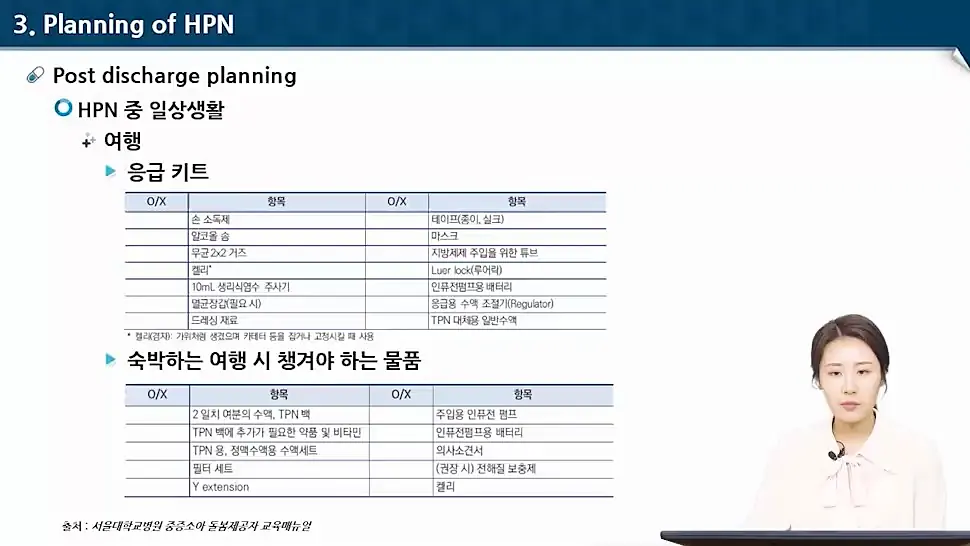 3. Planning of HPN
Post discharge planning
HPN 중 일상생활
여행
응급 키트
O/X 항목 O/X 항목
손 소독제 테이프(종이, 실크)
알코올 솜 마스크
무균2x2 거즈 지방제제 주입을 위한 튜브
켈리* Luer lock(루어락)
10mL 생리식염수 주사기 인퓨전펌프용 배터리
멸균장갑(필요 시) 응급용 수액 조절기(Regulator)
드레싱 재료 TPN 대체용 일반수액
* 켈리(겸자): 가위처럼 생겼으며 카테터 등을 잡거나 고정시킬 때 사용
숙박하는 여행 시 챙겨야 하는 물품
O/X 항목 O/X 항목
2 일치 여분의 수액, TPN 백 주입용 인퓨전 펌프
TPN 백에 추가가 필요한 약품 및 비타민 인퓨전펌프용 배터리
TPN 용, 정맥수액용 수액세트 의사소견서
필터 세트 (권장 시) 전해질 보충제
Y extension 켈리
출처 : 서울대학교병원 중증소아 돌봄제공자 교육매뉴얼